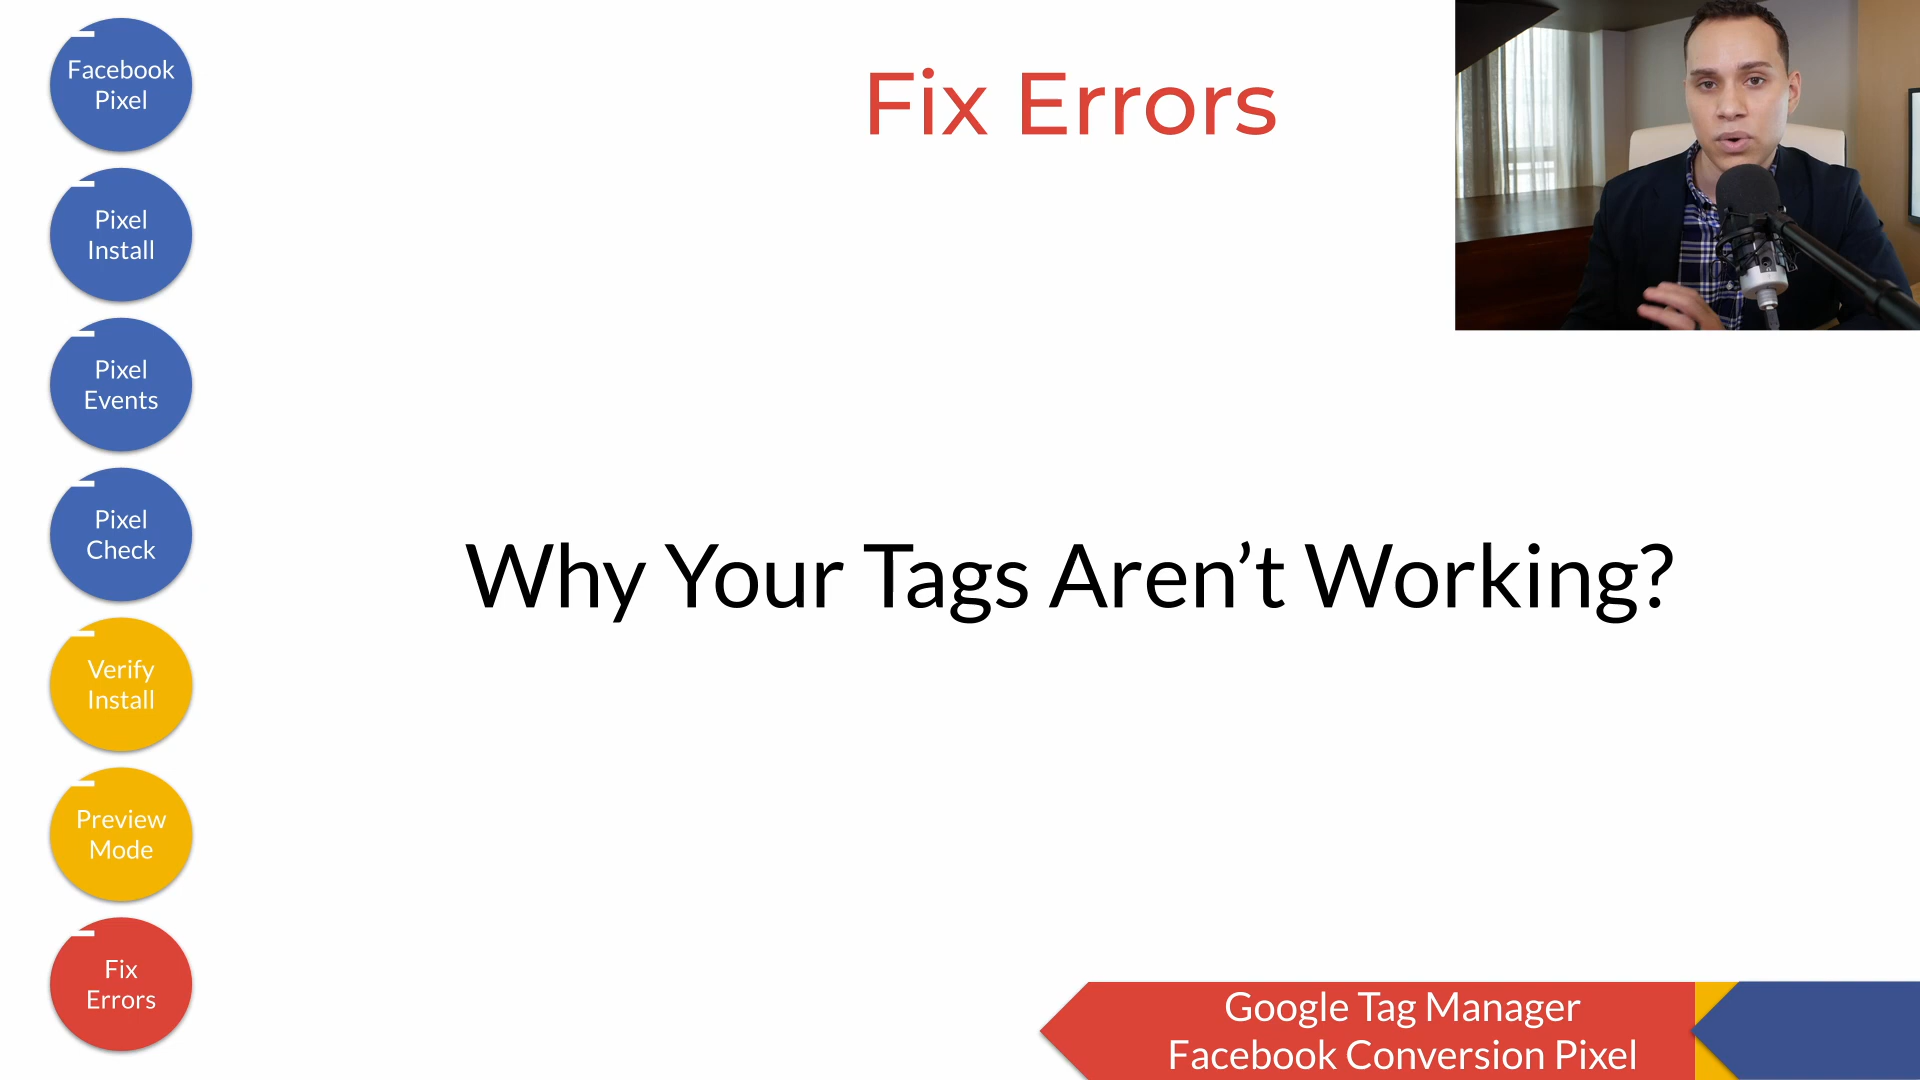 Facebook
Pixel
Pixel
Install
Pixel
Events
Pixel
Check
Verify
Install
Preview
Mode
Fix
Errors
Fix Errors
Why Your Tags Aren’t Working?
Google Tag Manager
Facebook Conversion Pixel